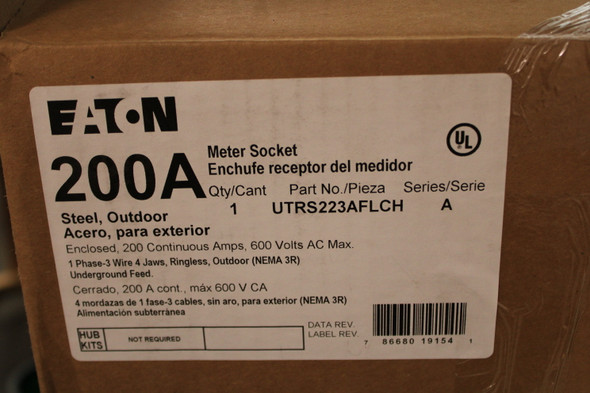 EATON
200A
Meter Socket
Enchufe receptor del medidor
UL
Qty/Cant Part No./Pieza Series/Serie
1 UTRS223AFLCH A
Steel, Outdoor
Acero, para exterior
Enclosed, 200 Continuous Amps, 600 Volts AC Max.
1 Phase-3 Wire 4 Jaws, Ringless, Outdoor (NEMA 3R)
Underground Feed.
Cerrado, 200 A cont., máx 600 V CA
4 mordazas de 1 fase-3 cables, sin aro, para exterior (NEMA 3R)
Alimentación subterránea
HUB KITS NOT REQUIRED
DATA REV.
LABEL REV.
7 86680 19154 1